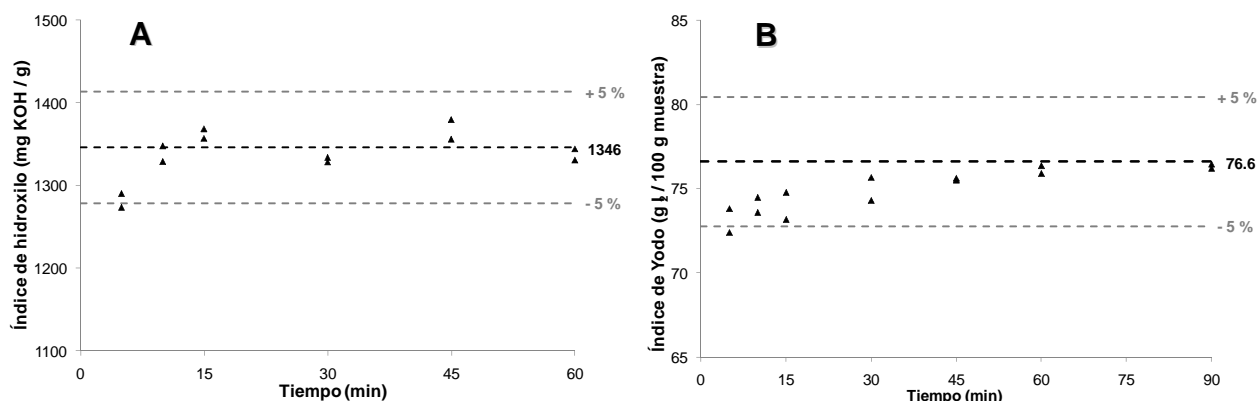 A
Índice de hidroxilo (mg KOH / g)
1500
1400
1300
1200
1100
+ 5 %
1346
- 5 %
0
15
30
45
60
Tiempo (min)
B
Índice de Yodo (g I2/ 100 g muestra)
85
80
75
70
65
+ 5 %
76.6
- 5 %
0
15
30
45
60
75
90
Tiempo (min)